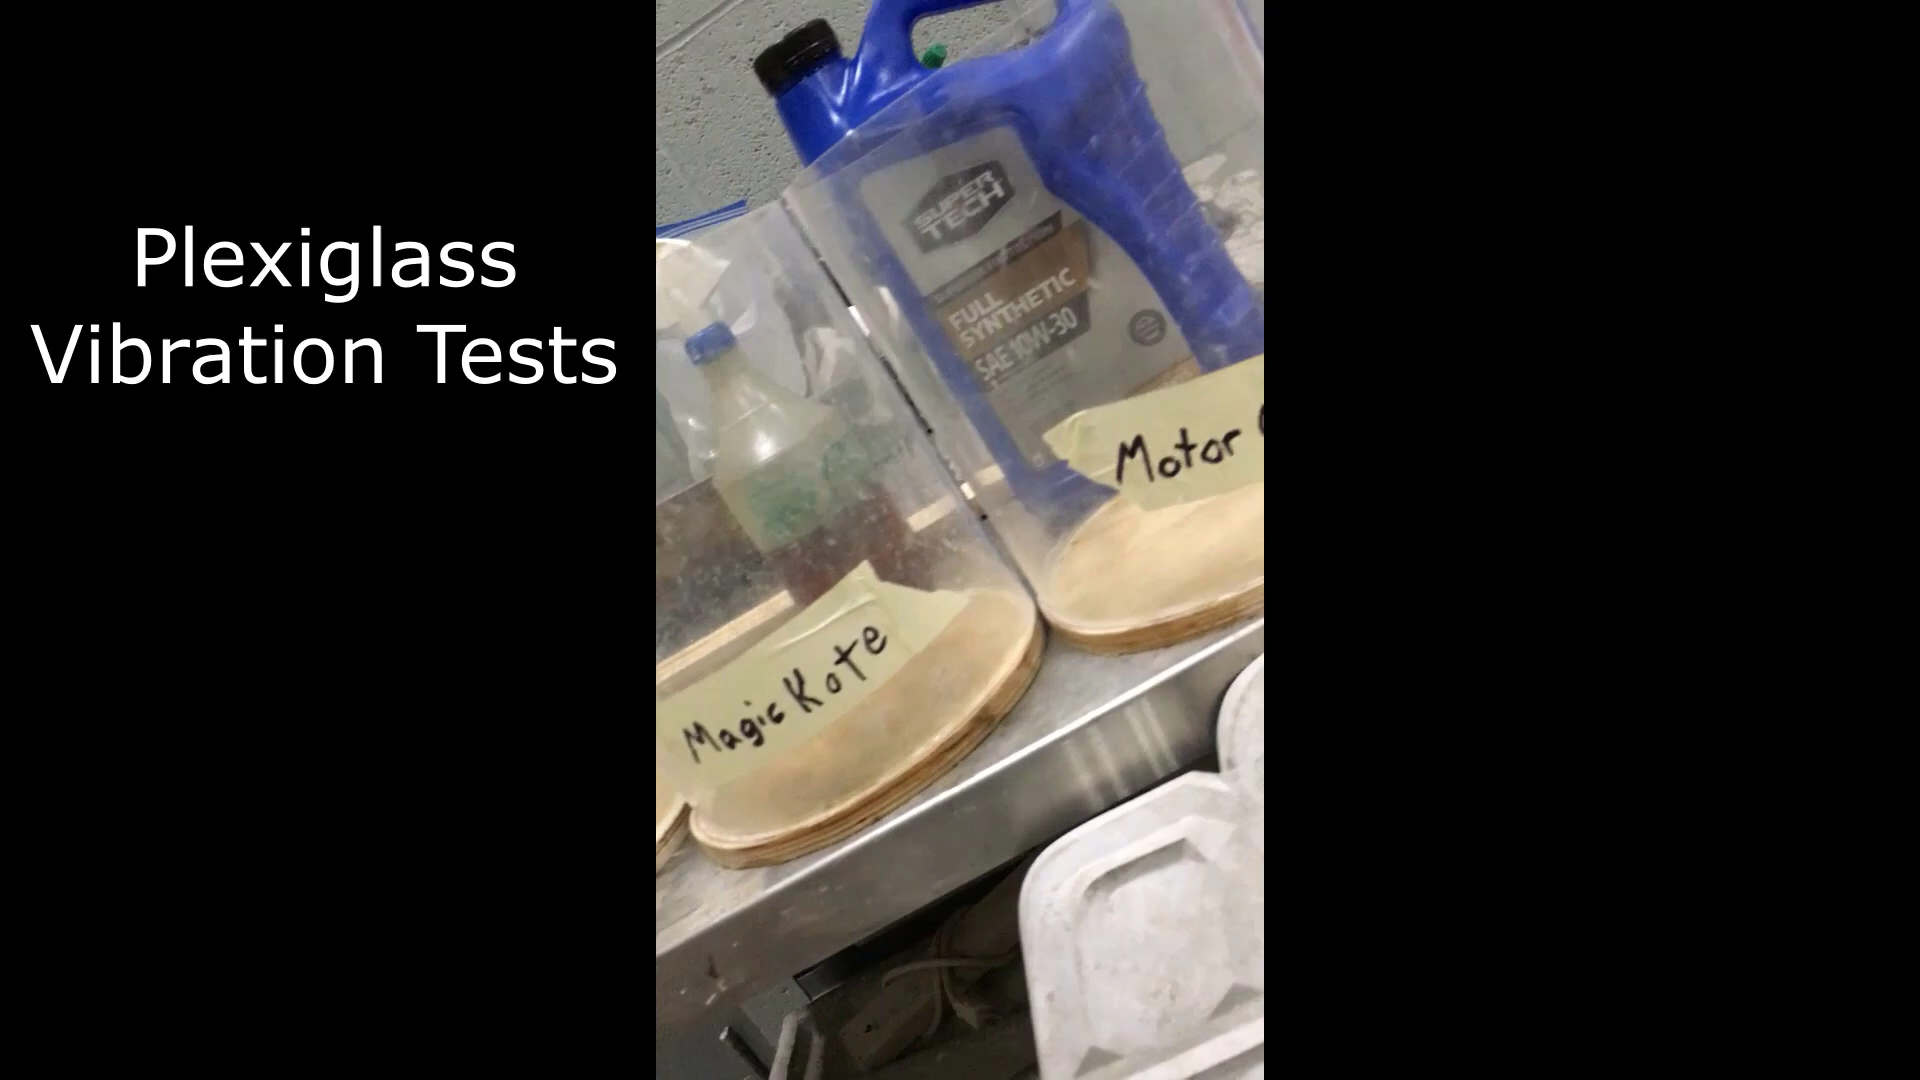 Plexiglass
Vibration Tests
SUPER
TECH
FULL
SYNTHETIC
SAE 10W-30
Motor
Magic Kote